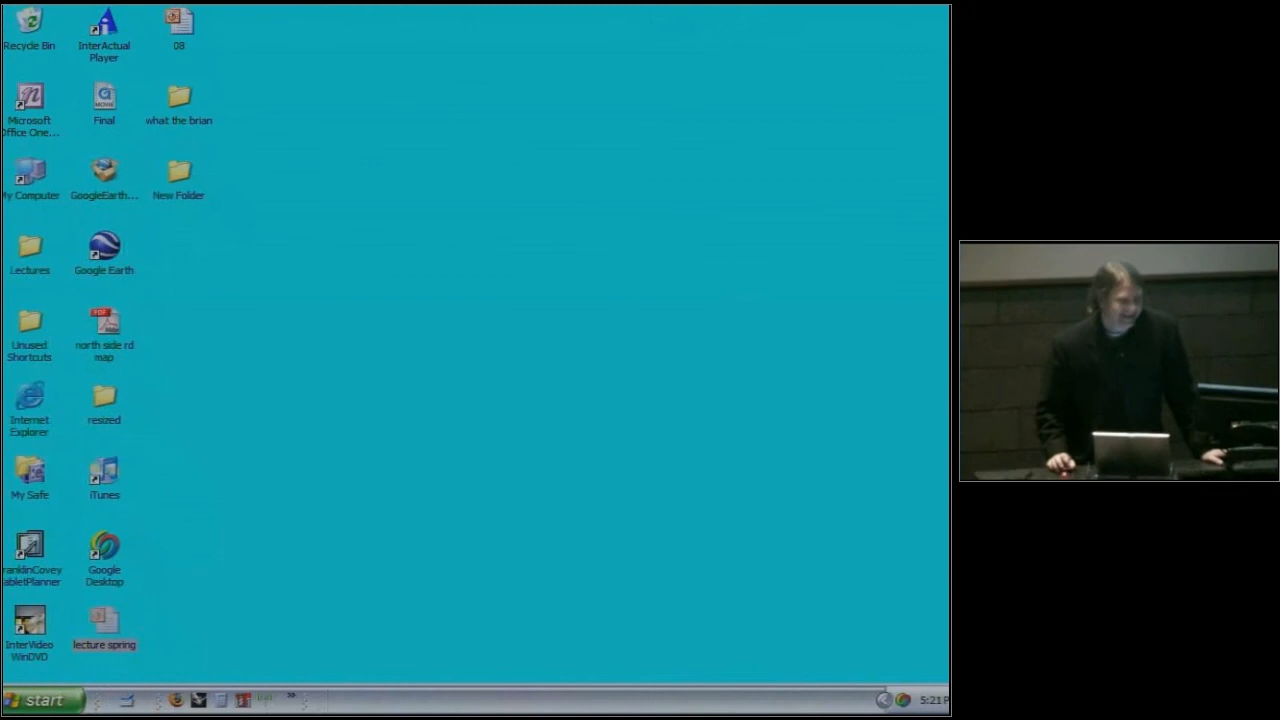 Recycle Bin
InterActual
Player
08
Microsoft
Office One...
Final
what the brian
My Computer
GoogleEarth...
New Folder
Lectures
Google Earth
Unused
Shortcuts
PDF
north side rd
map
Internet
Explorer
resized
My Safe
iTunes
FranklinCovey
TabletPlanner
Google
Desktop
InterVideo
WinDVD
lecture spring
start
5:21 P